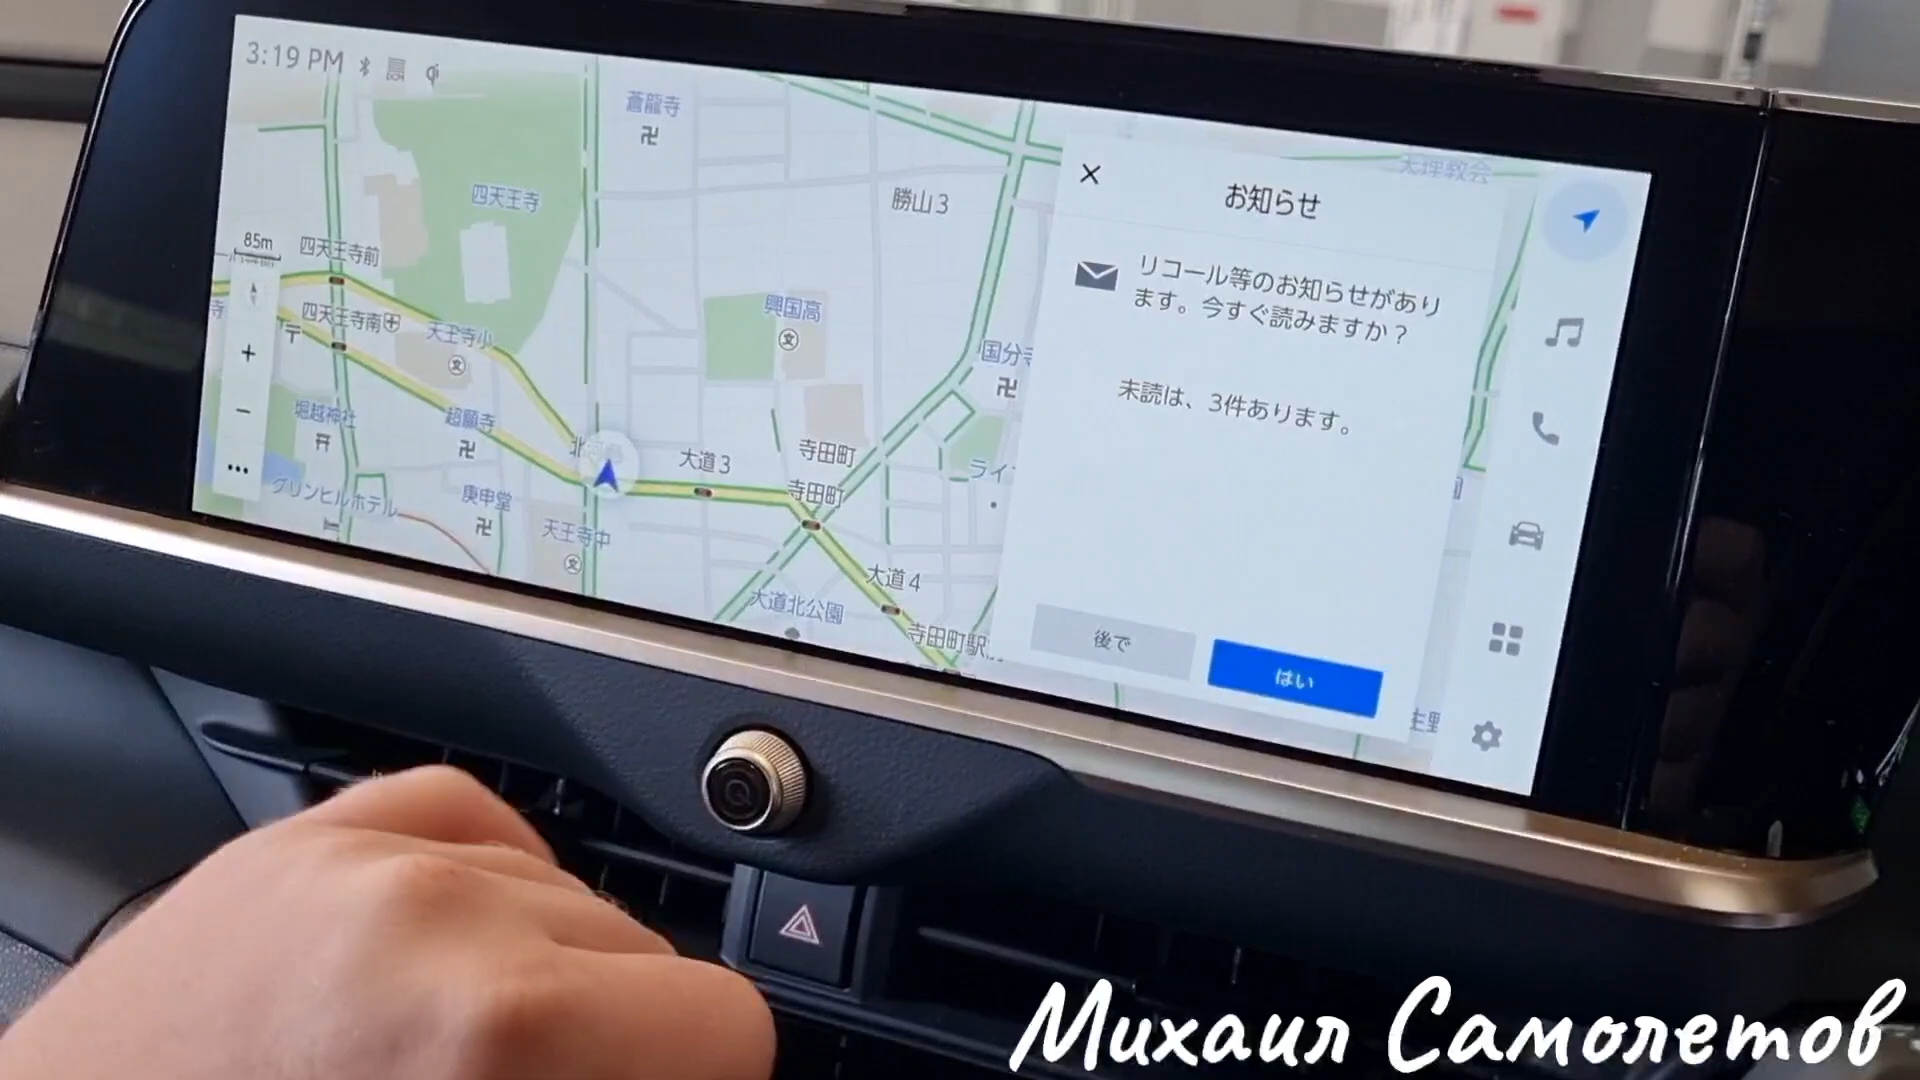 3:19 PM
蒼龍寺
四天王寺
勝山3
天理教会
お知らせ
85m
四天王寺前
リコール等のお知らせがあり
ます。今すぐ読みますか？
四天王寺南
天王寺小
興国高
国分寺
未読は、3件あります。
堀越神社
超願寺
大道3
寺田町
寺田町
グリンヒルホテル
庚申堂
天王寺中
大道4
大道北公園
寺田町駅
後で
はい
Михаил Самолетов